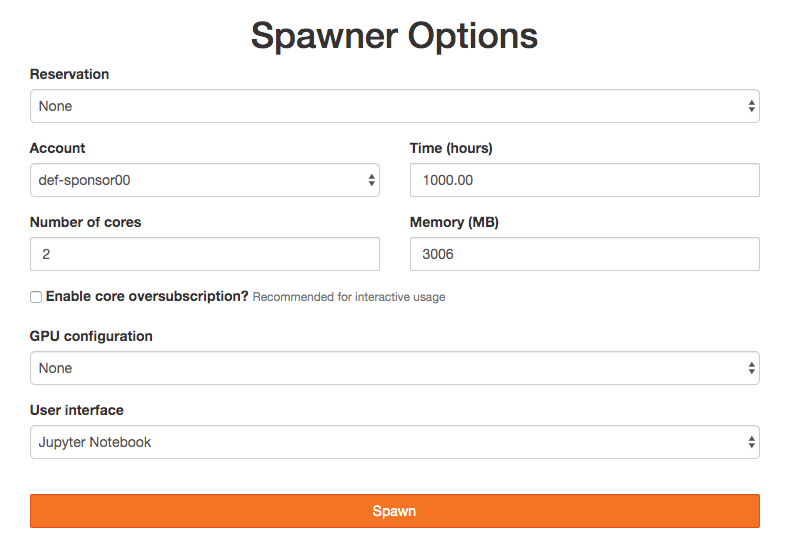 Spawner Options
Reservation
None
Account
Time (hours)
def-sponsor00
1000.00
Number of cores
Memory (MB)
2
3006
Enable core oversubscription? Recommended for interactive usage
GPU configuration
None
User interface
Jupyter Notebook
Spawn